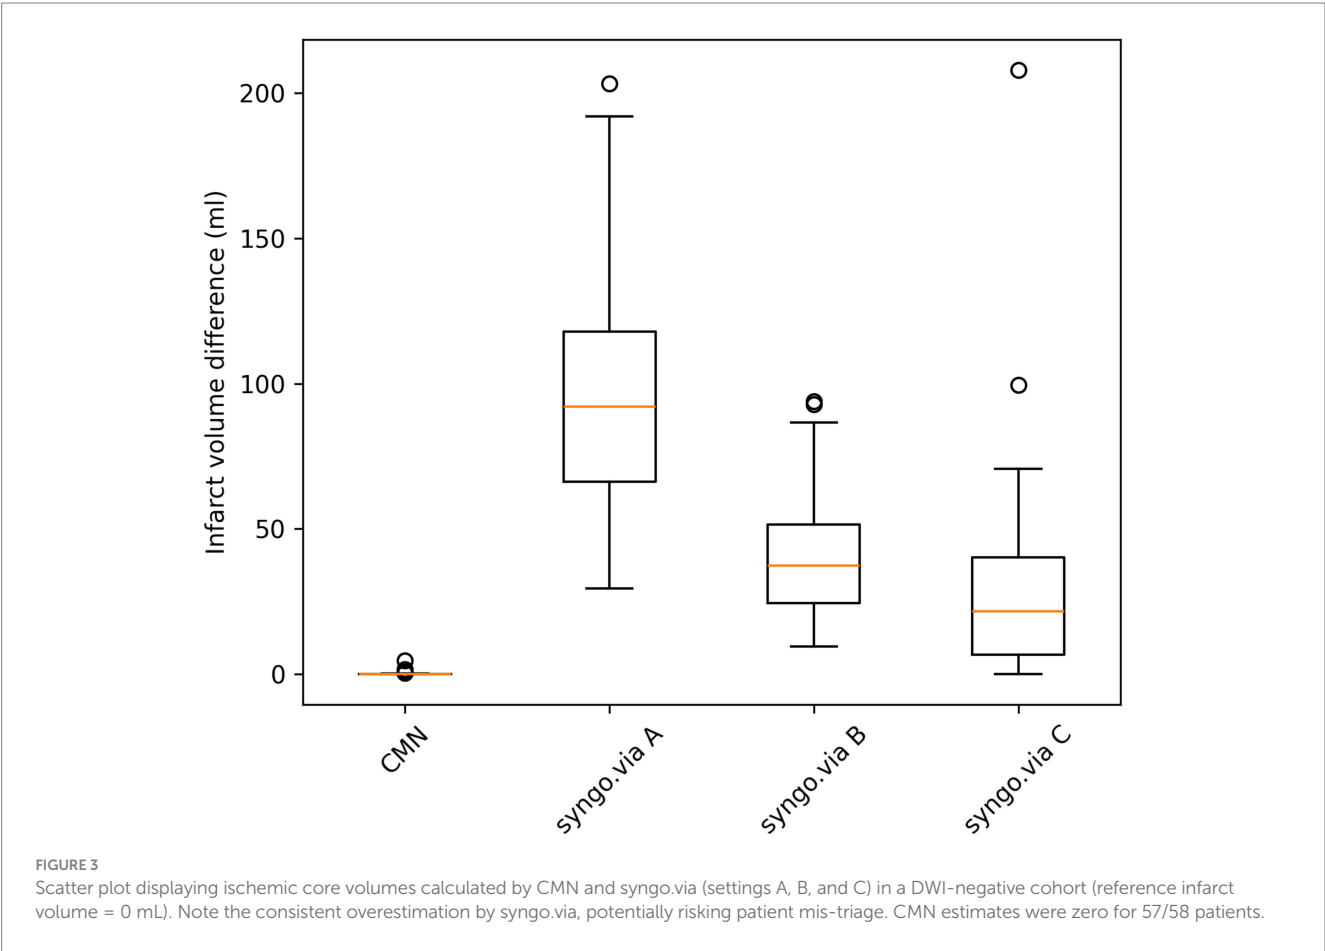 200
150
100
50
0
Infarct volume difference (ml)
CMN
syngo.via A
syngo.via B
syngo.via C
FIGURE 3
Scatter plot displaying ischemic core volumes calculated by CMN and syngo.via (settings A, B, and C) in a DWI-negative cohort (reference infarct
volume = 0 mL). Note the consistent overestimation by syngo.via, potentially risking patient mis-triage. CMN estimates were zero for 57/58 patients.